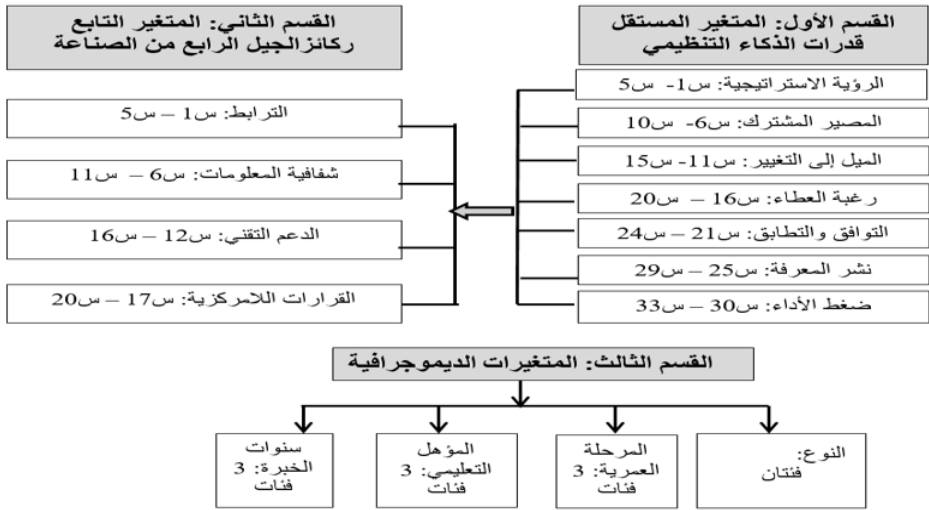 القسم الأول: المتغير المستقل
قدرات الذكاء التنظيمي
الرؤية الاستراتيجية: س1- س5
المصير المشترك: س6- س10
الميل إلى التغيير: س11- س15
رغبة العطاء: س16 – س20
التوافق والتطابق: س21 – س24
نشر المعرفة: س25 – س29
ضغط الأداء: س30 – س33
القسم الثاني: المتغير التابع
ركائزالجيل الرابع من الصناعة
الترابط: س1 – س5
شفافية المعلومات: س6 – س11
الدعم التقني: س12 – س16
القرارات اللامركزية: س17 – س20
القسم الثالث: المتغيرات الديموجرافية
النوع:
فئتان
المرحلة
العمرية: 3
فئات
المؤهل
التعليمي: 3
فئات
سنوات
الخبرة: 3
فئات